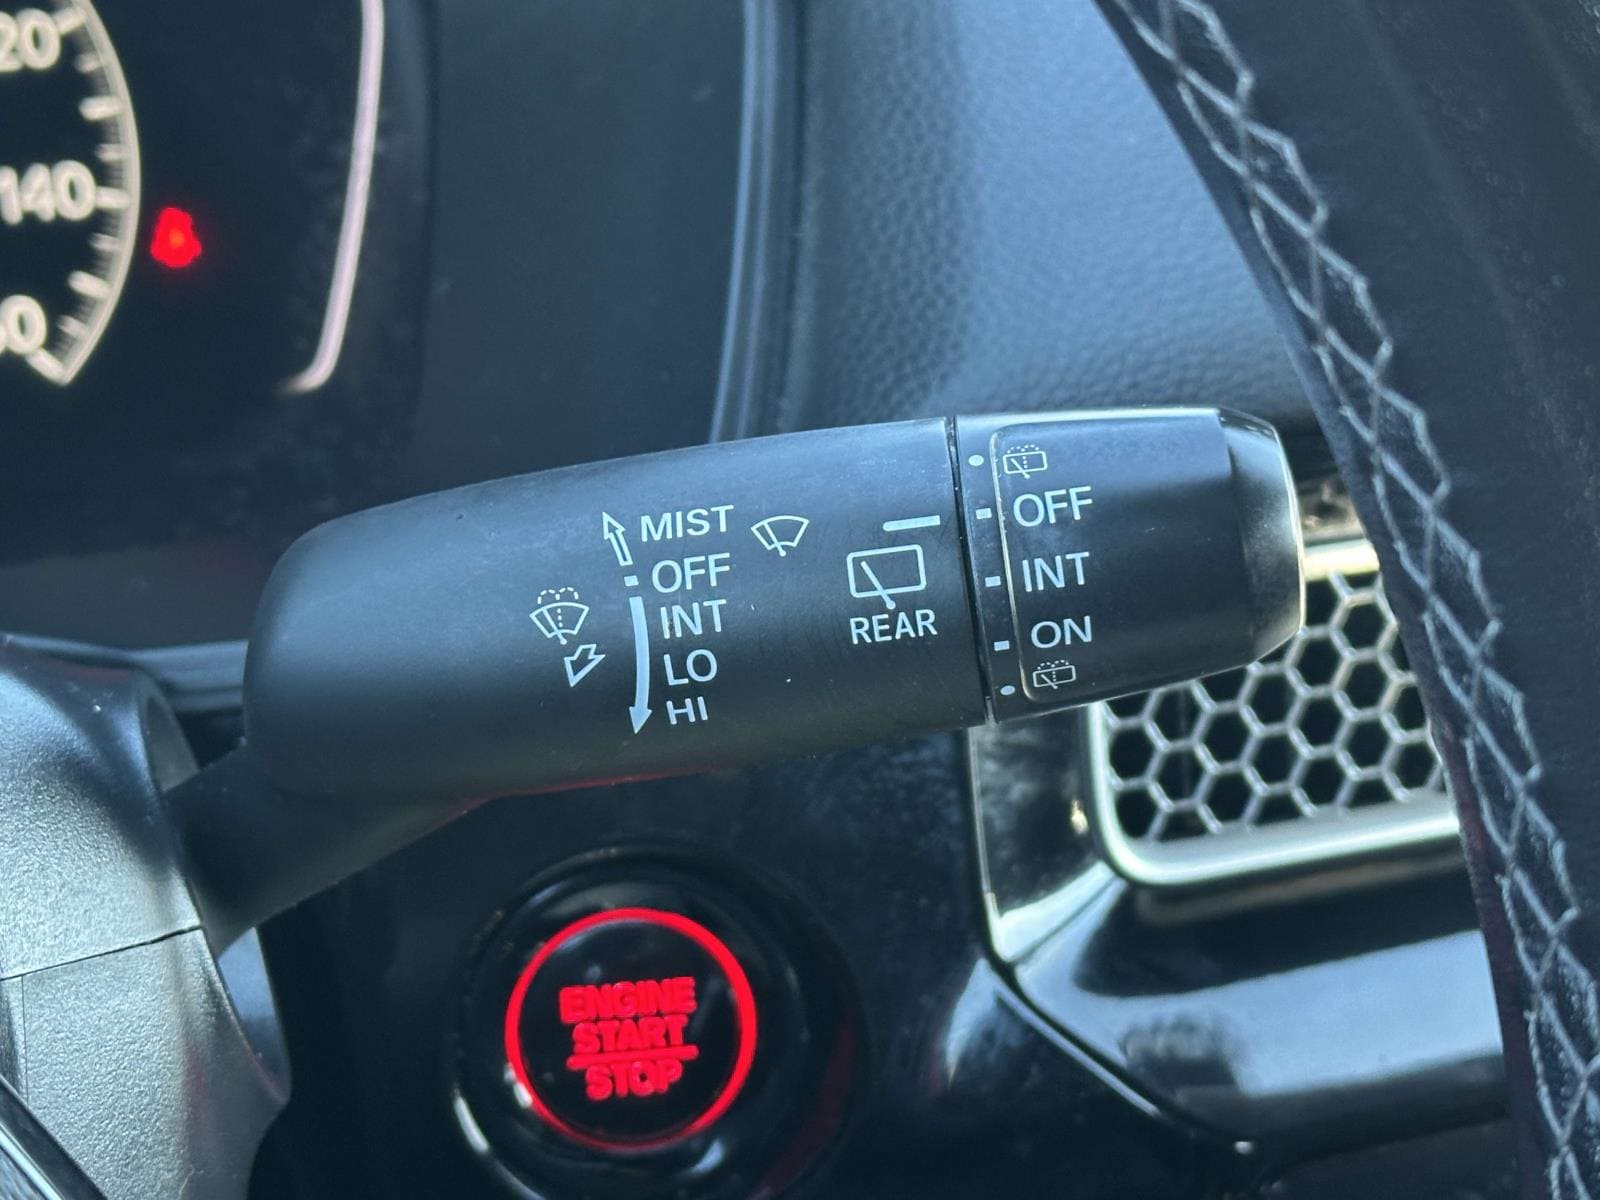 20
140
MIST
OFF
INT
LO
HI
REAR
OFF
INT
ON
ENGINE
START
STOP